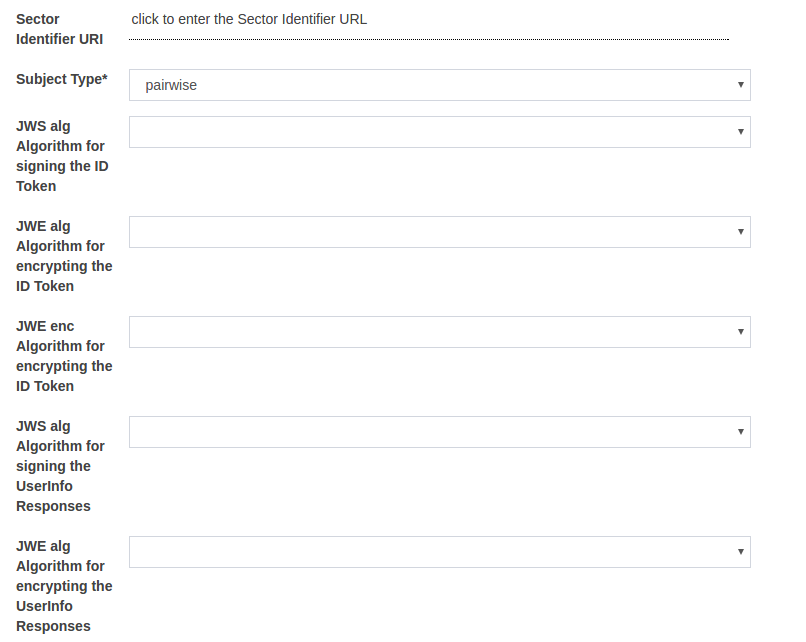 Sector
Identifier URI
click to enter the Sector Identifier URL
Subject Type*
pairwise
JWS alg
Algorithm for
signing the ID
Token
JWE alg
Algorithm for
encrypting the
ID Token
JWE enc
Algorithm for
encrypting the
ID Token
JWS alg
Algorithm for
signing the
UserInfo
Responses
JWE alg
Algorithm for
encrypting the
UserInfo
Responses